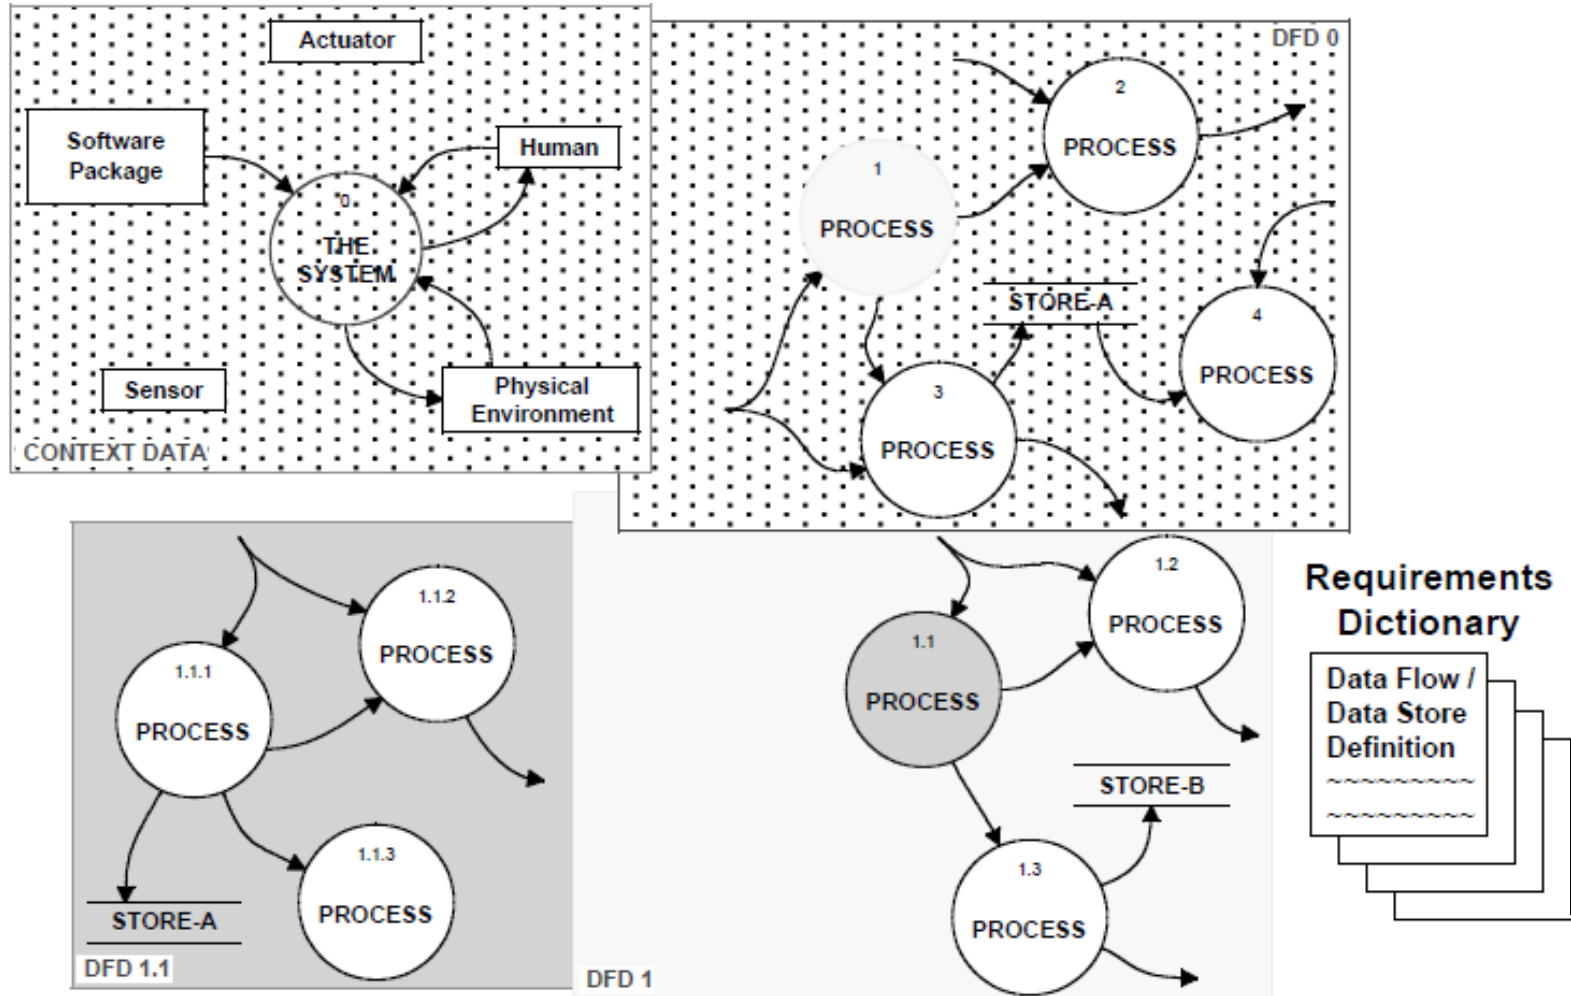 Actuator
Software
Package
Human
0
THE
SYSTEM
Sensor
Physical
Environment
CONTEXT DATA
DFD 0
2
PROCESS
1
PROCESS
STORE-A
4
PROCESS
3
PROCESS
1.1.2
PROCESS
1.1.1
PROCESS
1.1.3
PROCESS
STORE-A
DFD 1.1
1.2
PROCESS
1.1
PROCESS
STORE-B
1.3
PROCESS
DFD 1
Requirements
Dictionary
Data Flow /
Data Store
Definition
~~~~~~~~~
~~~~~~~~~